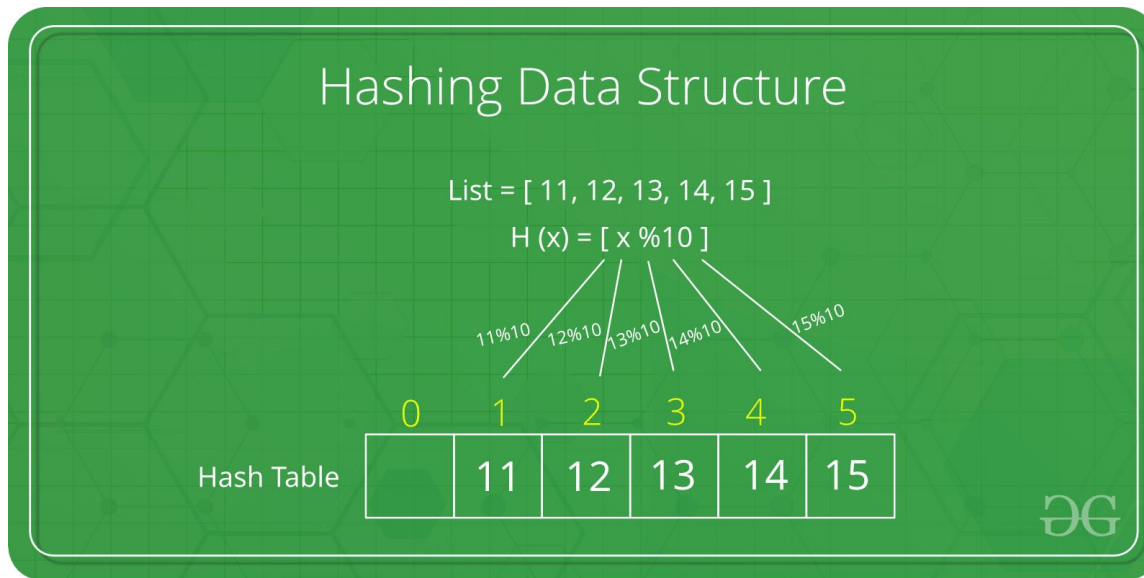 Hashing Data Structure
List = [ 11, 12, 13, 14, 15 ]
H (x) = [ x %10 ]
11%10 12%10 13%10 14%10 15%10
0 1 2 3 4 5
Hash Table 11 12 13 14 15